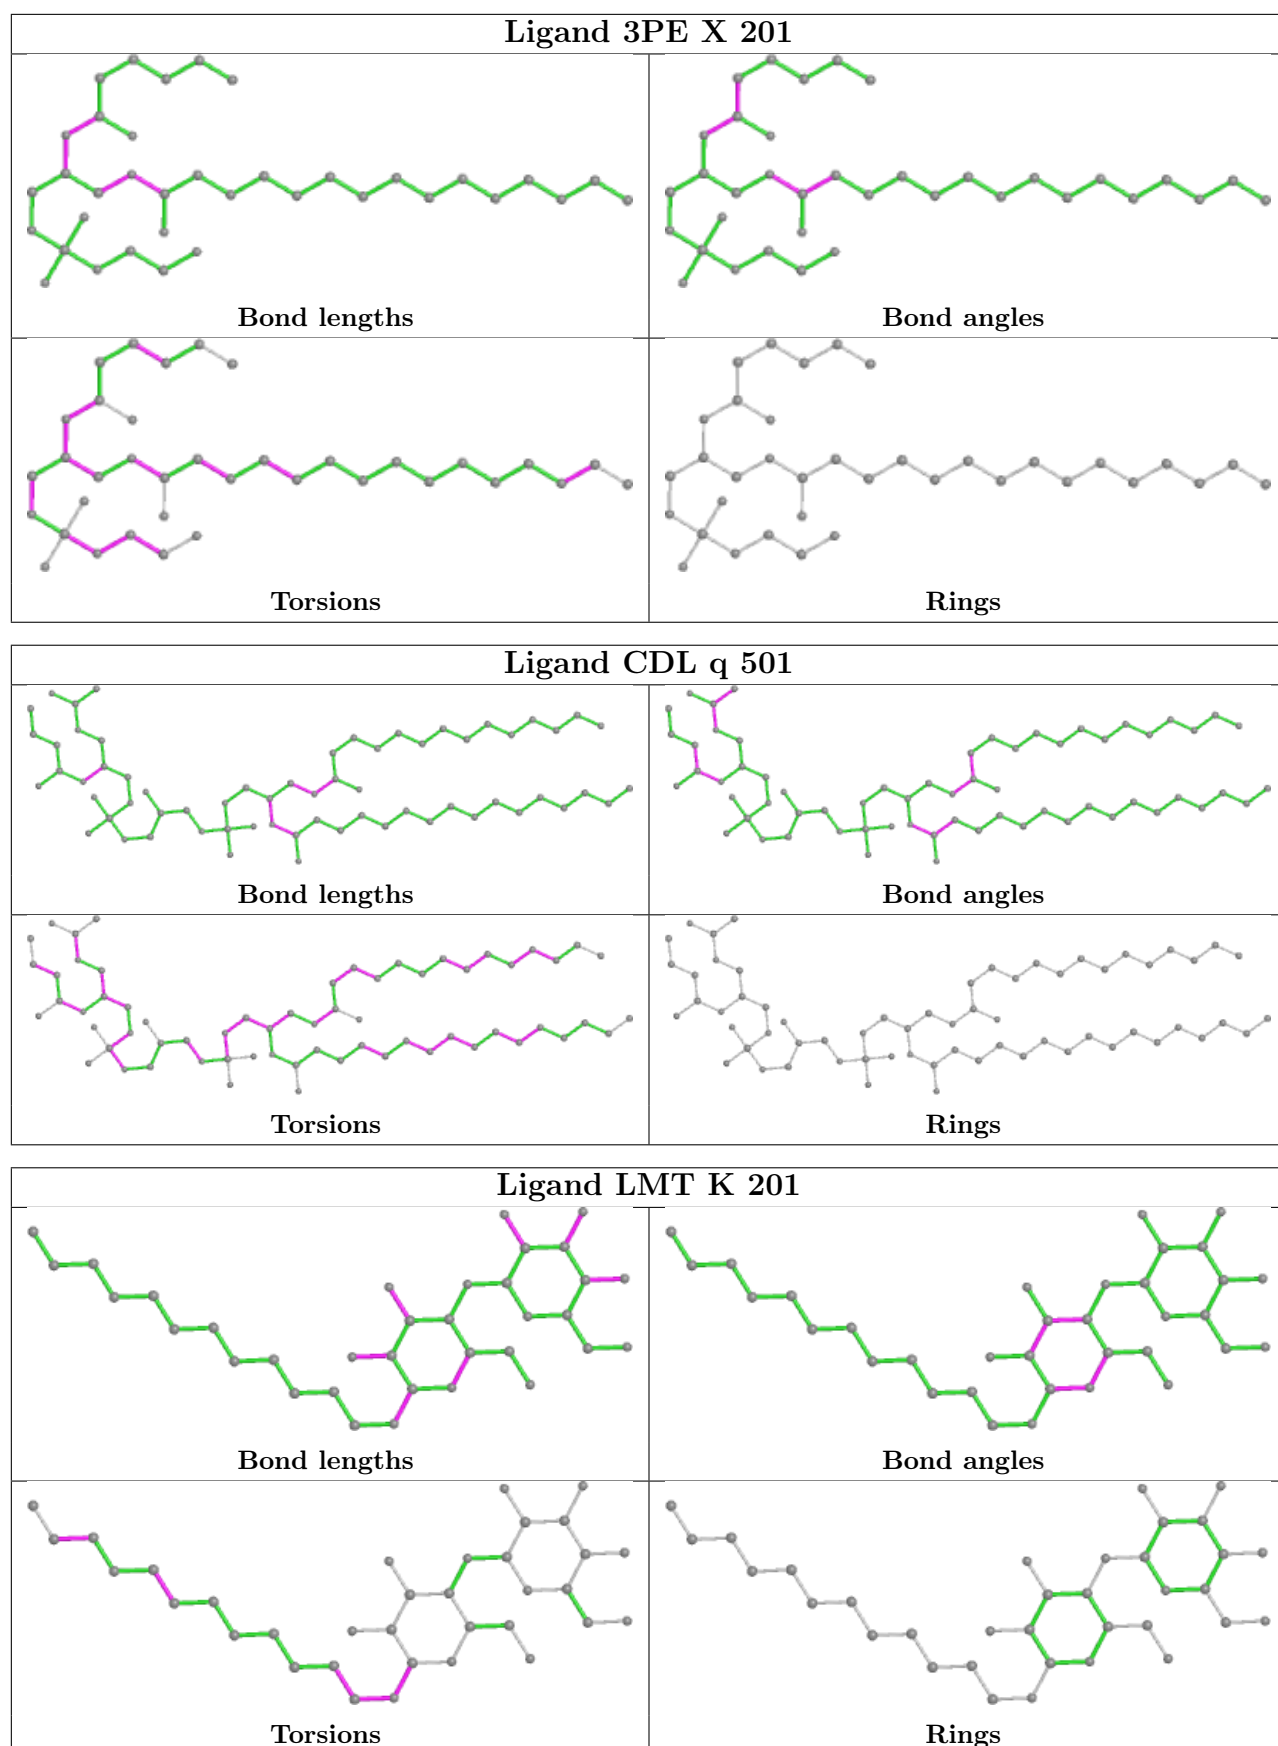 Ligand 3PE X 201
Bond lengths
Bond angles
Torsions
Rings
Ligand CDL q 501
Bond lengths
Bond angles
Torsions
Rings
Ligand LMT K 201
Bond lengths
Bond angles
Torsions
Rings